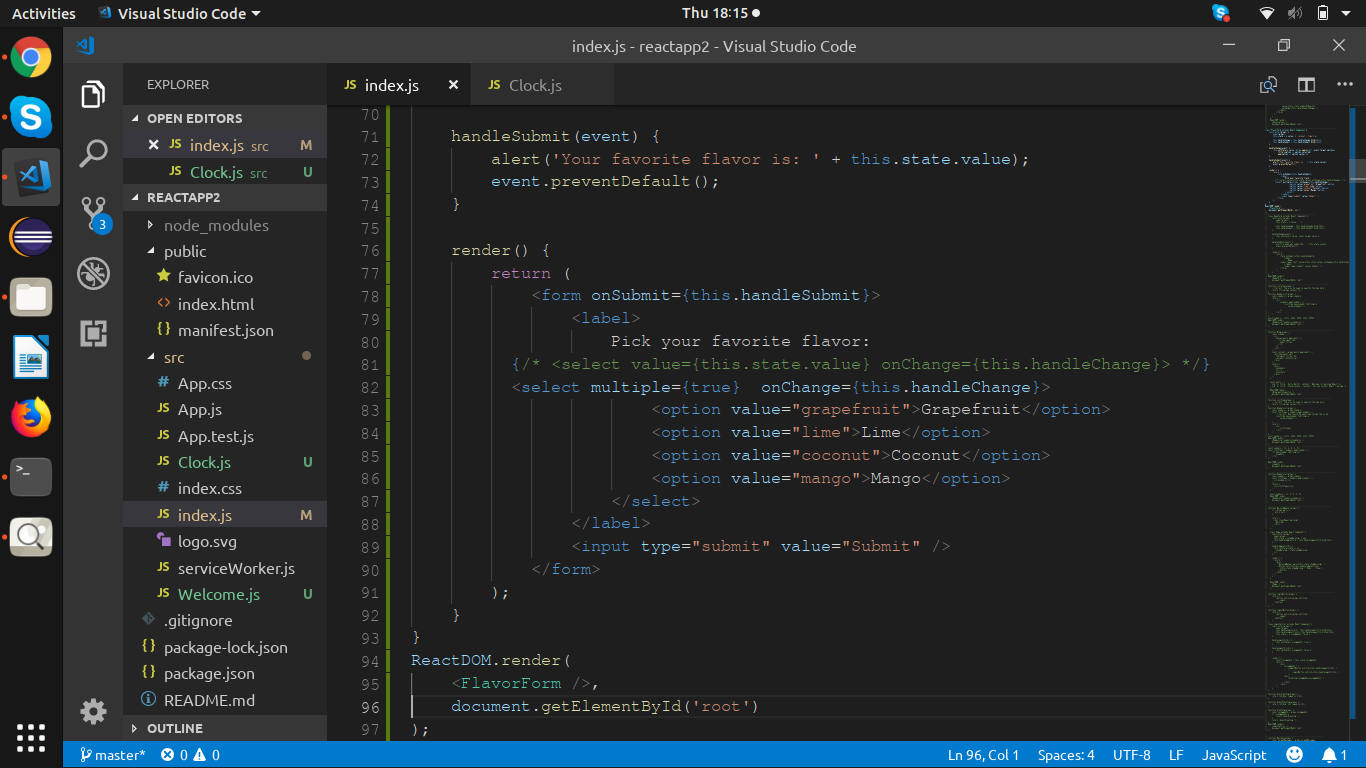 Activities Visual Studio Code Thu 18:15
index.js - reactapp2 - Visual Studio Code
EXPLORER
OPEN EDITORS
JS index.js src M
JS Clock.js src U
REACTAPP2
node_modules
public
favicon.ico
<> index.html
{} manifest.json
src
# App.css
JS App.js
JS App.test.js
JS Clock.js U
# index.css
JS index.js M
logo.svg
JS serviceWorker.js
JS Welcome.js U
.gitignore
{} package-lock.json
{} package.json
README.md
OUTLINE
3
JS index.js JS Clock.js
70
71 handleSubmit(event) {
72 alert('Your favorite flavor is: ' + this.state.value);
73 event.preventDefault();
74 }
75
76 render() {
77 return (
78 <form onSubmit={this.handleSubmit}>
79 <label>
80 Pick your favorite flavor:
81 {/* <select value={this.state.value} onChange={this.handleChange}> */}
82 <select multiple={true}  onChange={this.handleChange}>
83 <option value="grapefruit">Grapefruit</option>
84 <option value="lime">Lime</option>
85 <option value="coconut">Coconut</option>
86 <option value="mango">Mango</option>
87 </select>
88 </label>
89 <input type="submit" value="Submit" />
90 </form>
91 );
92 }
93 }
94 ReactDOM.render(
95 <FlavorForm />,
96 document.getElementById('root')
97 );
master* 0 0 Ln 96, Col 1 Spaces: 4 UTF-8 LF JavaScript 1